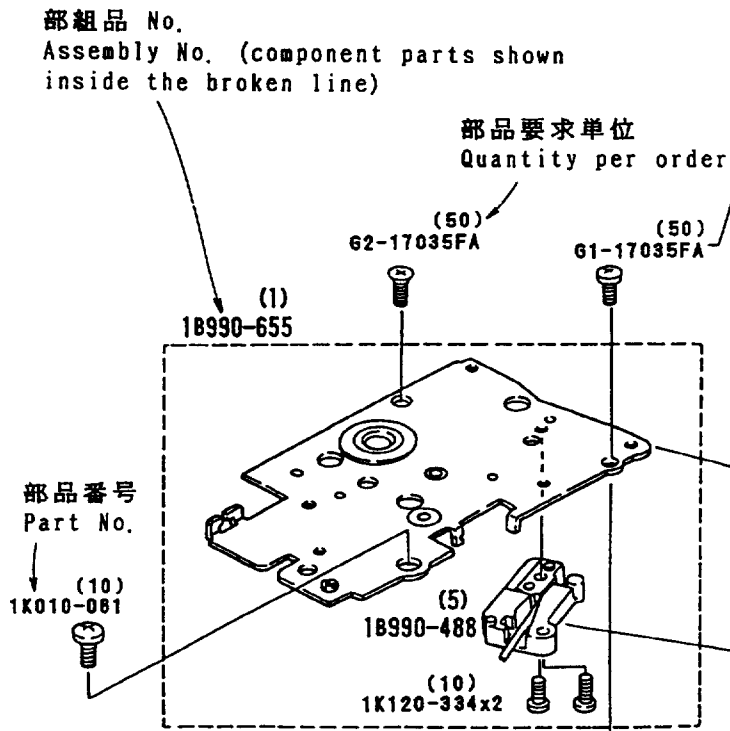 部組品 No.
Assembly No. (component parts shown
inside the broken line)
部品要求単位
Quantity per order
(50)
G2-17035FA
(50)
G1-17035FA
(1)
1B990-655
部品番号
Part No.
(10)
1K010-061
(5)
1B990-488
(10)
1K120-334x2